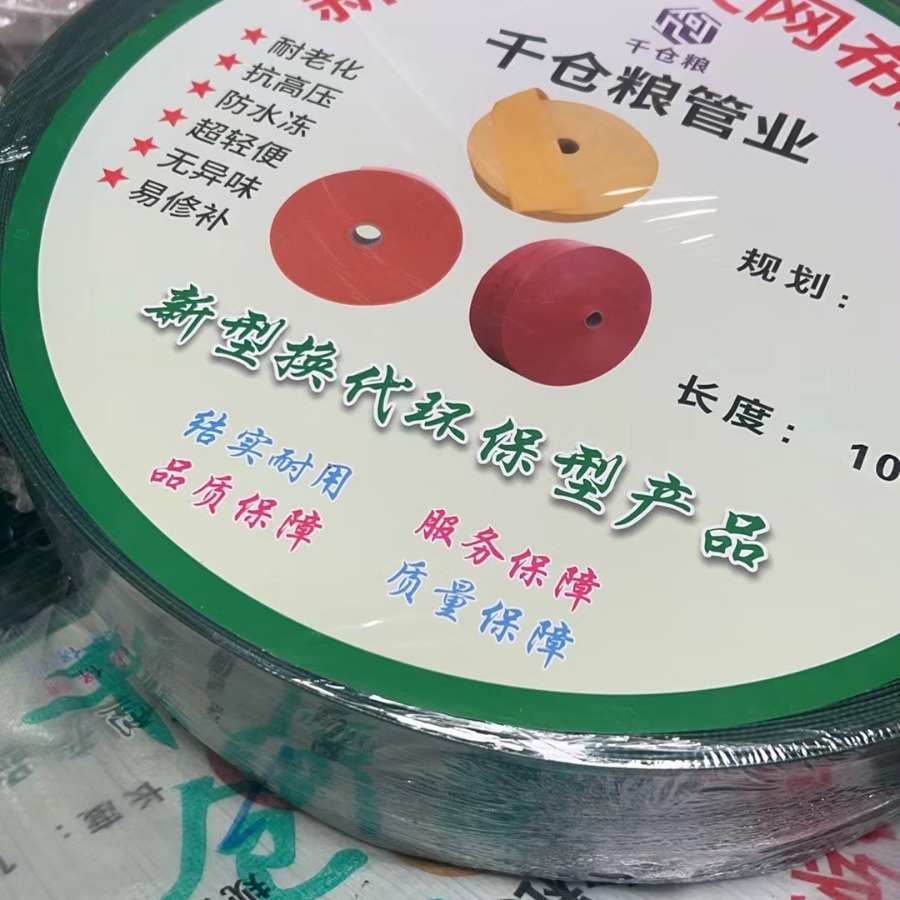 网布
千仓粮
千仓粮管业
耐老化
抗高压
防水冻
超轻便
无异味
易修补
规划：
长度： 10
新型换代环保型产品
结实耐用
品质保障
服务保障
质量保障